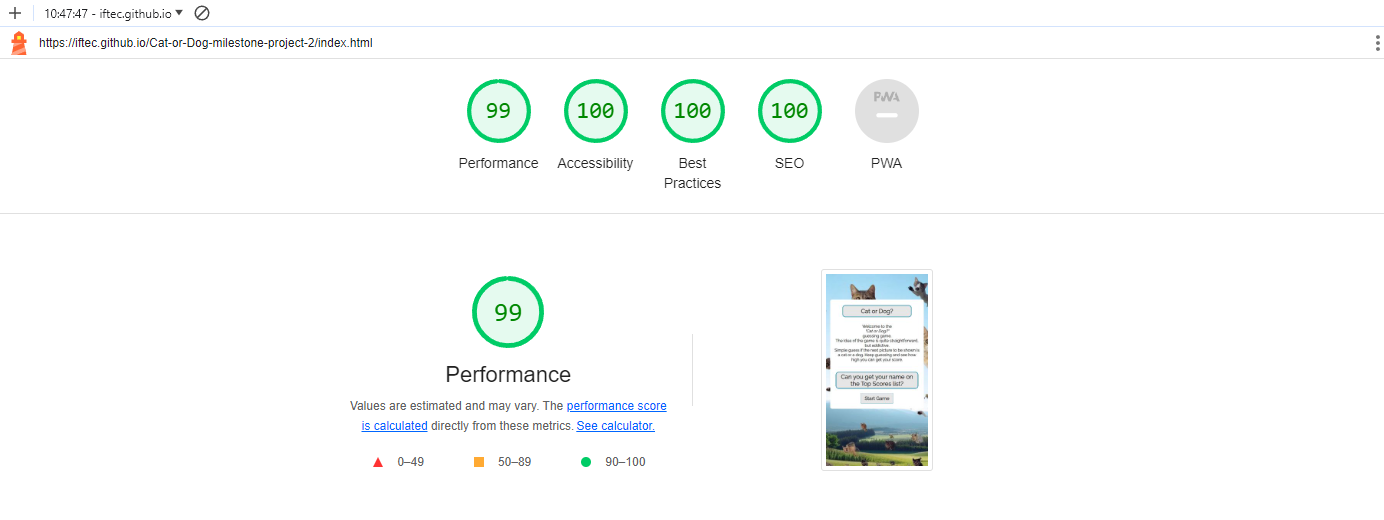 10:47:47 - iftec.github.io
https://iftec.github.io/Cat-or-Dog-milestone-project-2/index.html
99
100
100
100
PWA
Performance
Accessibility
Best
Practices
SEO
PWA
99
Performance
Values are estimated and may vary. The performance score
is calculated directly from these metrics. See calculator.
0–49
50–89
90–100
Cat or Dog?
Welcome to the
"Cat or Dog?"
guessing game.
The idea of the game is quite straightforward,
but addictive.
Simple guess if the next picture to be shown is
a cat or a dog. Keep guessing and see how
high you can get your score.
Can you get your name on
the Top Scores list?
Start Game